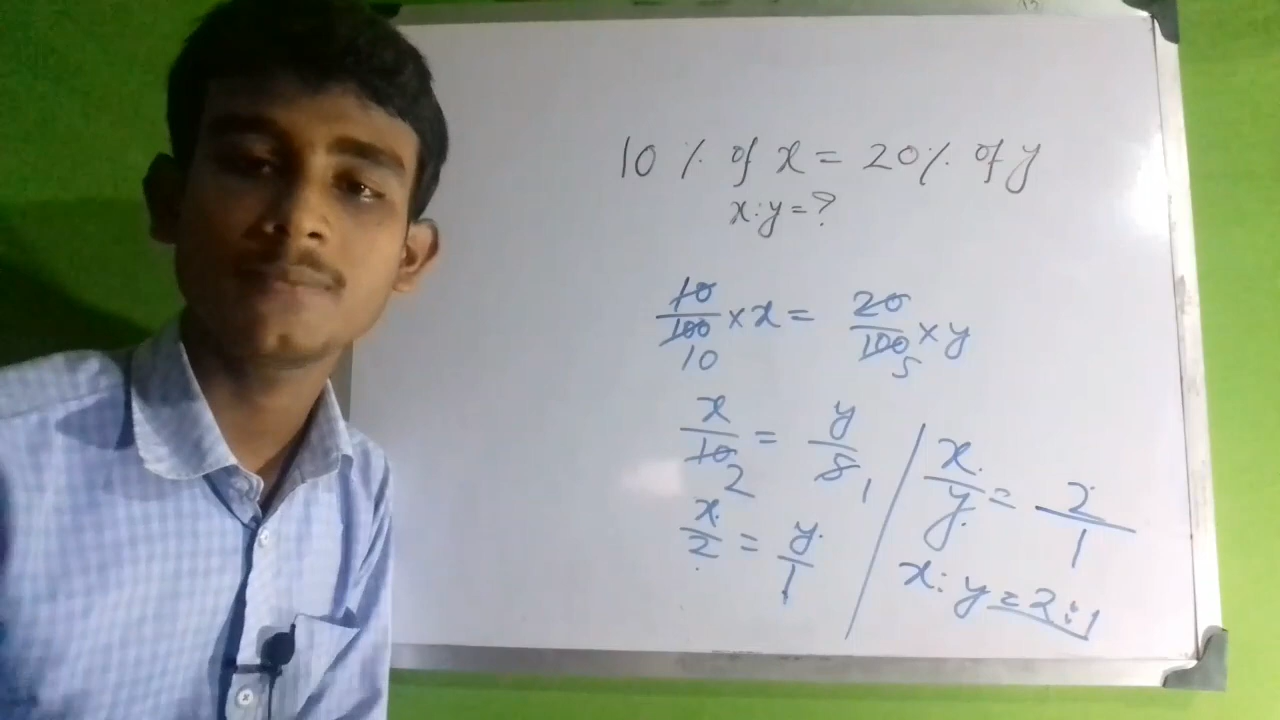 10 % of x = 20% of y
x:y = ?
10/100 × x = 20/100 × y
10 5
x/10 = y/5
2 1
x/2 = y/1
x/y = 2/1
x:y = 2:1